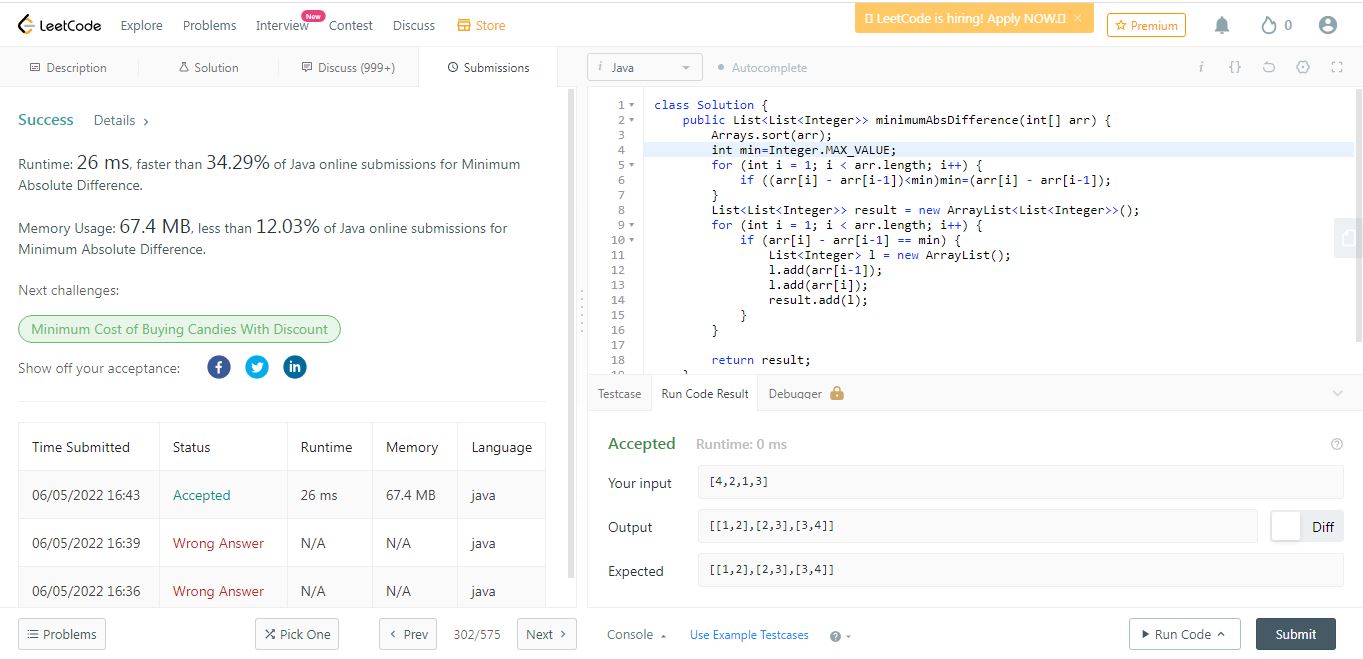 LeetCode Explore Problems Interview New Contest Discuss Store LeetCode is hiring! Apply NOW. × Premium 0
Description Solution Discuss (999+) Submissions
Success Details >
Runtime: 26 ms, faster than 34.29% of Java online submissions for Minimum
Absolute Difference.
Memory Usage: 67.4 MB, less than 12.03% of Java online submissions for
Minimum Absolute Difference.
Next challenges:
Minimum Cost of Buying Candies With Discount
Show off your acceptance:
Time Submitted Status Runtime Memory Language
06/05/2022 16:43 Accepted 26 ms 67.4 MB java
06/05/2022 16:39 Wrong Answer N/A N/A java
06/05/2022 16:36 Wrong Answer N/A N/A java
Problems Pick One < Prev 302/575 Next >
i Java Autocomplete i {}
1 class Solution {
2 public List<List<Integer>> minimumAbsDifference(int[] arr) {
3 Arrays.sort(arr);
4 int min=Integer.MAX_VALUE;
5 for (int i = 1; i < arr.length; i++) {
6 if ((arr[i] - arr[i-1])<min)min=(arr[i] - arr[i-1]);
7 }
8 List<List<Integer>> result = new ArrayList<List<Integer>>();
9 for (int i = 1; i < arr.length; i++) {
10 if (arr[i] - arr[i-1] == min) {
11 List<Integer> l = new ArrayList();
12 l.add(arr[i-1]);
13 l.add(arr[i]);
14 result.add(l);
15 }
16 }
17
18 return result;
19 }
Testcase Run Code Result Debugger
Accepted Runtime: 0 ms
Your input [4,2,1,3]
Output [[1,2],[2,3],[3,4]] Diff
Expected [[1,2],[2,3],[3,4]]
Console Use Example Testcases ? Run Code Submit